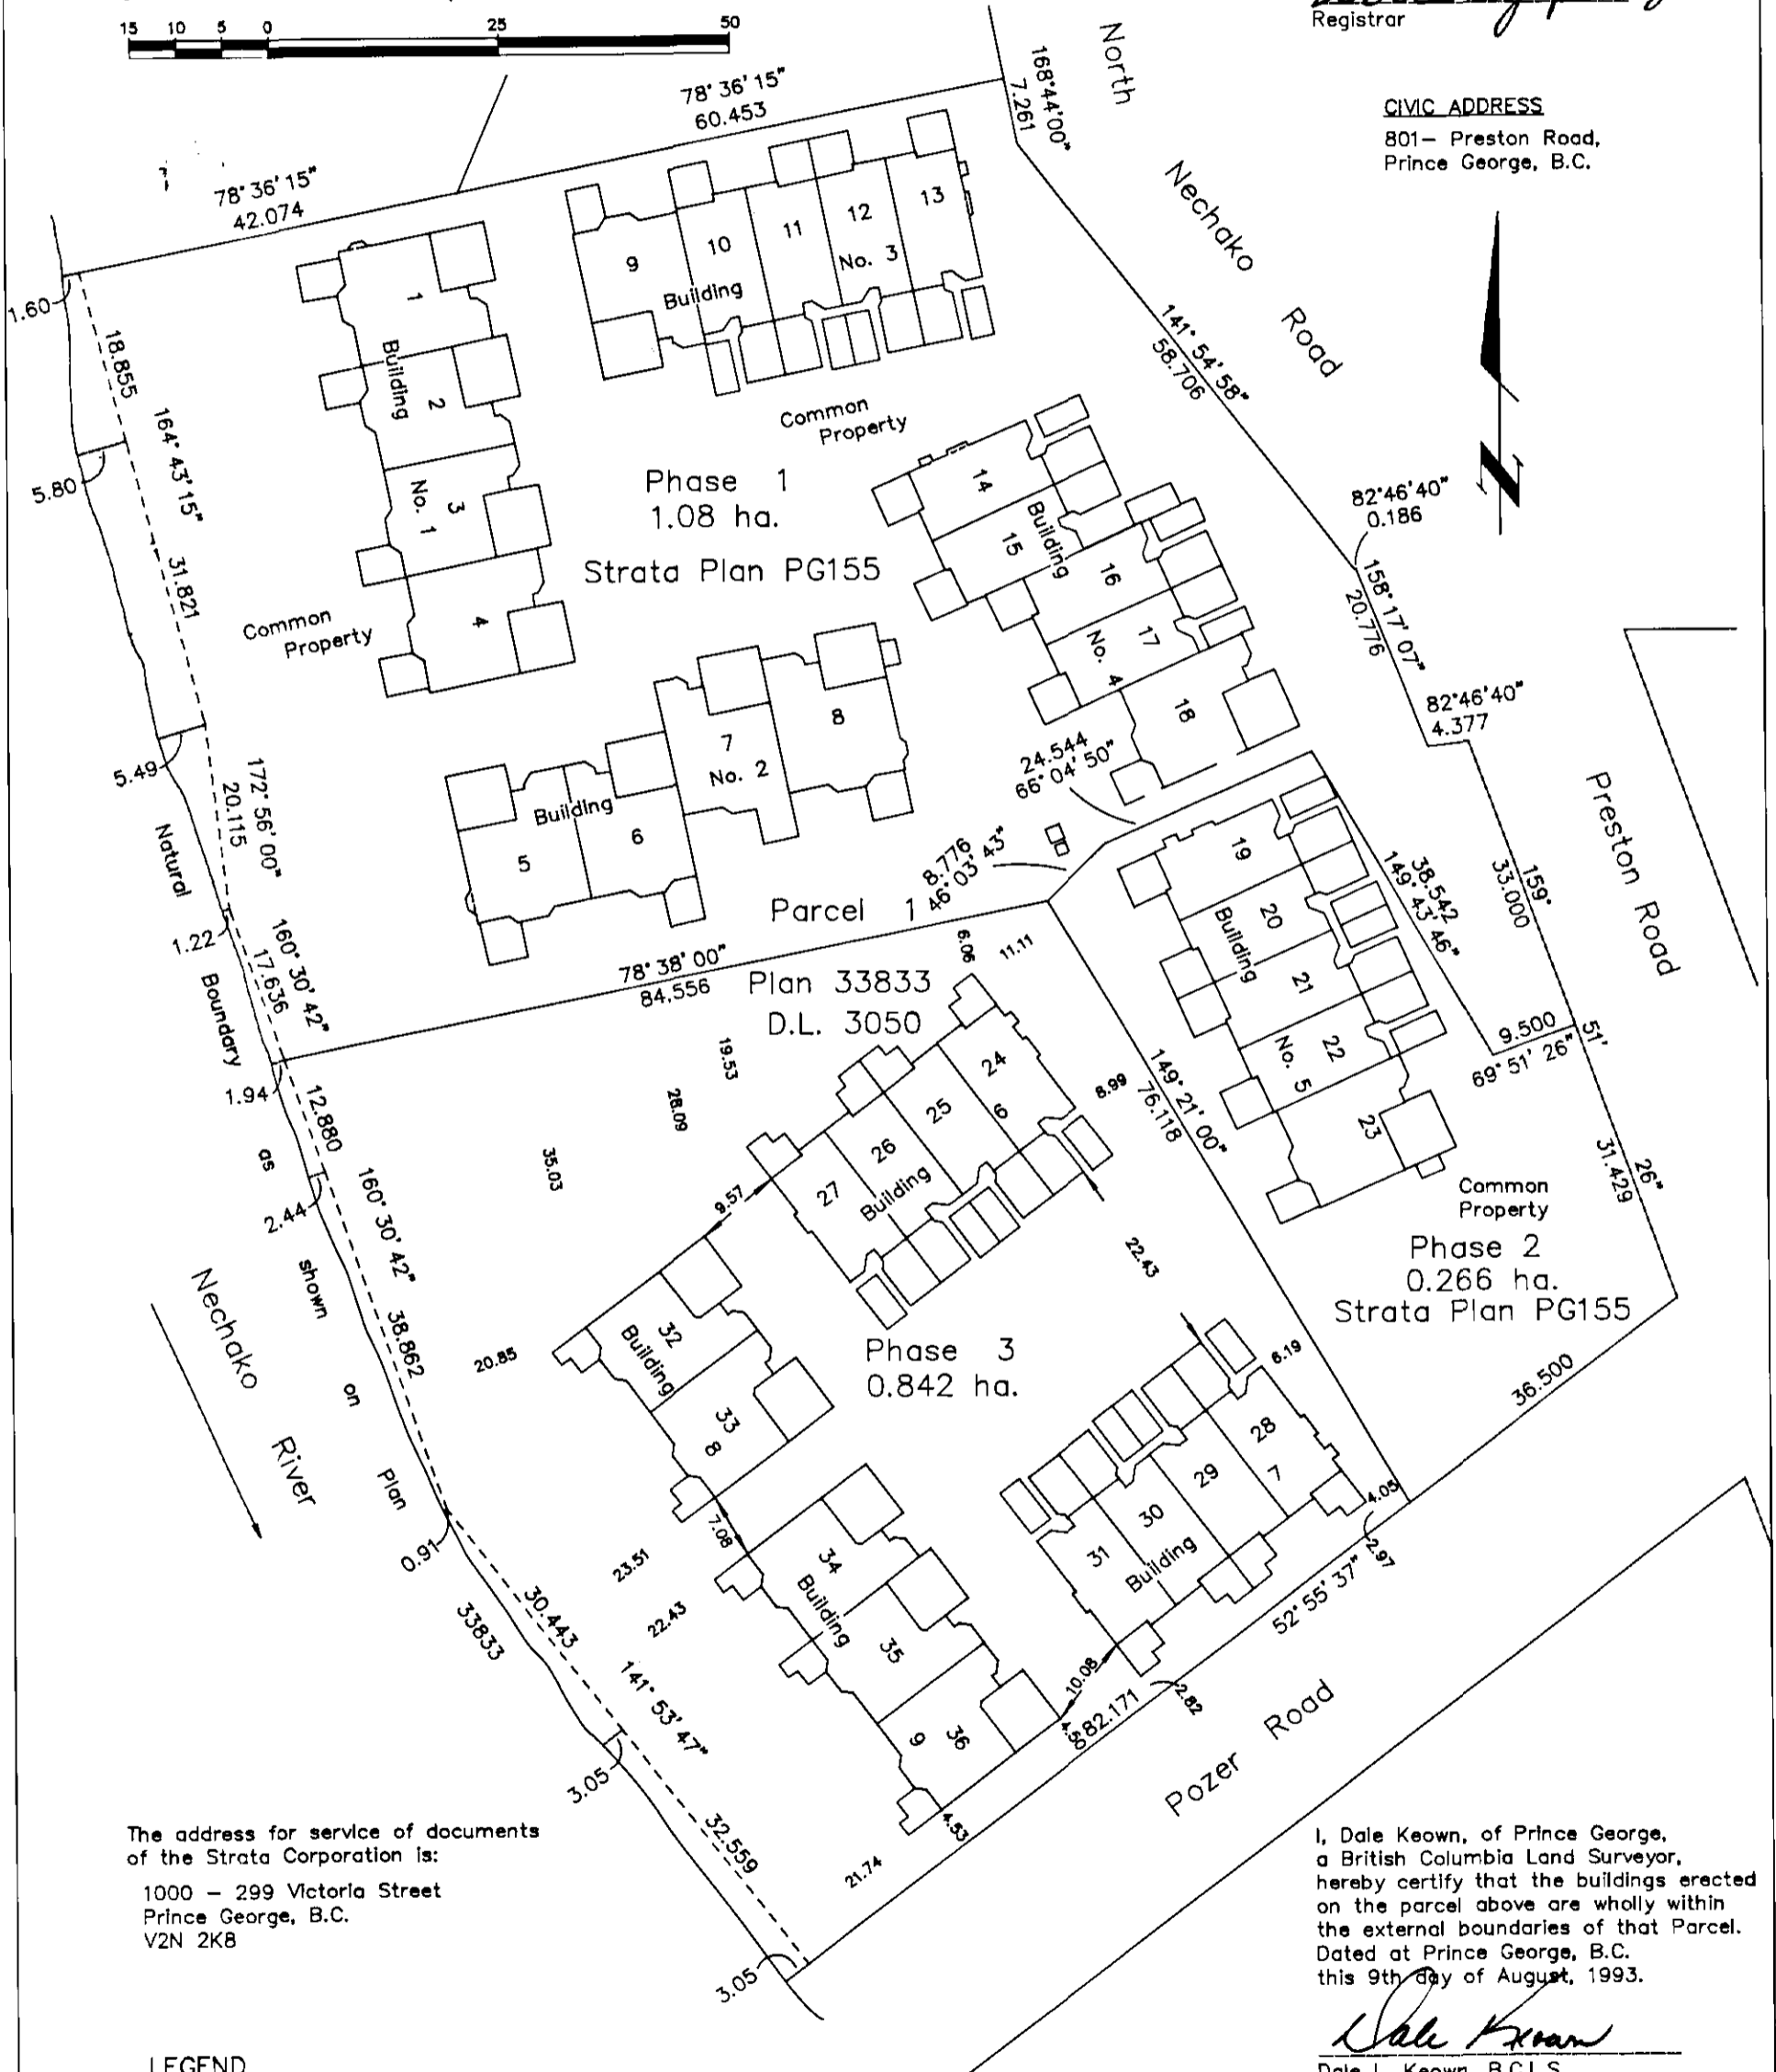 15 10 5 0 25 50
Registrar
CIVIC ADDRESS
801— Preston Road,
Prince George, B.C.
North
Nechako
Road
168°44'00"
7.261
78° 36' 15"
60.453
78° 36' 15"
42.074
1.60
18.855
164° 43' 15"
5.80
31.821
5.49
172° 56' 00"
20.115
1.22
160° 30' 42"
17.636
1.94
Natural
Boundary
as
shown
on
Plan
33833
1
2
3
4
Building
No. 1
9
10
11
12
13
Building
No. 3
Common
Property
Phase 1
1.08 ha.
Strata Plan PG155
Common
Property
141° 54' 58"
58.706
82°46'40"
0.186
158° 17' 07"
20.776
82°46'40"
4.377
N
14
15
16
17
18
Building
No. 4
5
6
7
8
Building
No. 2
24.544
66° 04' 50"
8.776
46° 03' 43"
Parcel 1
78° 38' 00"
84.556
Plan 33833
D.L. 3050
6.06
11.11
19
20
21
22
23
Building
No. 5
38.542
149° 43' 46"
159°
33.000
51'
26"
31.429
9.500
69° 51' 26"
Preston Road
149° 21' 00"
76.118
Common
Property
Phase 2
0.266 ha.
Strata Plan PG155
36.500
19.53
28.09
35.03
8.99
9.57
24
25
26
27
Building
6
22.43
12.880
2.44
160° 30' 42"
38.862
0.91
Nechako
River
20.85
32
33
Building
8
Phase 3
0.842 ha.
6.19
28
29
30
31
Building
7
4.05
2.97
52° 55' 37"
7.08
23.51
22.43
34
35
36
Building
9
10.08
4.50
82.171
2.82
Pozer Road
30.443
141° 53' 47"
3.05
32.559
4.53
21.74
3.05
The address for service of documents
of the Strata Corporation is:
1000 — 299 Victoria Street
Prince George, B.C.
V2N 2K8
I, Dale Keown, of Prince George,
a British Columbia Land Surveyor,
hereby certify that the buildings erected
on the parcel above are wholly within
the external boundaries of that Parcel.
Dated at Prince George, B.C.
this 9th day of August, 1993.
Dale Keown
Dale L. Keown, B.C.L.S.
LEGEND